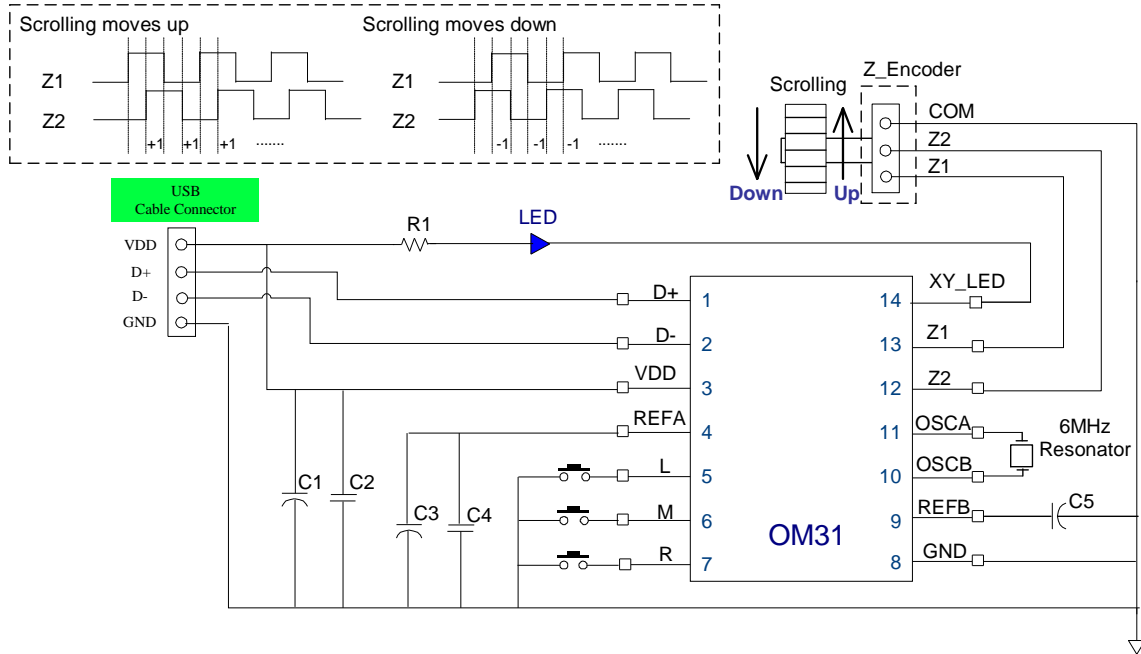 Scrolling moves up
Scrolling moves down
Z1
Z2
+1 +1 +1 .......
Z1
Z2
-1 -1 -1 .......
Z_Encoder
Scrolling
COM
Z2
Z1
Down
Up
USB
Cable Connector
VDD
D+
D-
GND
R1
LED
D+ 1
D- 2
VDD 3
REFA 4
L 5
M 6
R 7
14 XY_LED
13 Z1
12 Z2
11 OSCA
10 OSCB
9 REFB
8 GND
OM31
6MHz
Resonator
C1
C2
C3
C4
C5